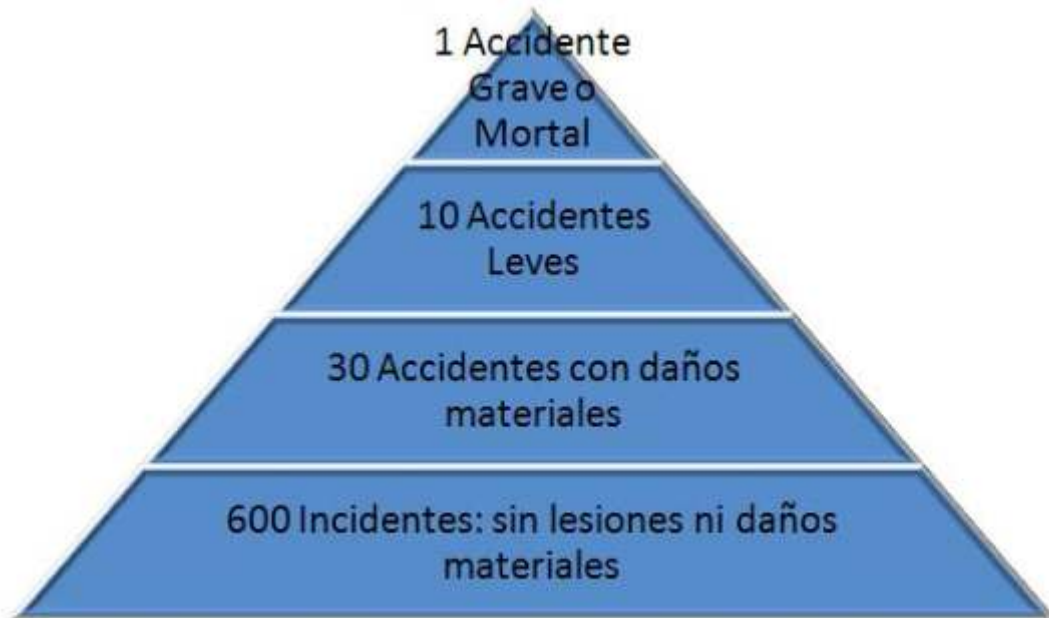 1 Accidente
Grave o
Mortal
10 Accidentes
Leves
30 Accidentes con daños
materiales
600 Incidentes: sin lesiones ni daños
materiales